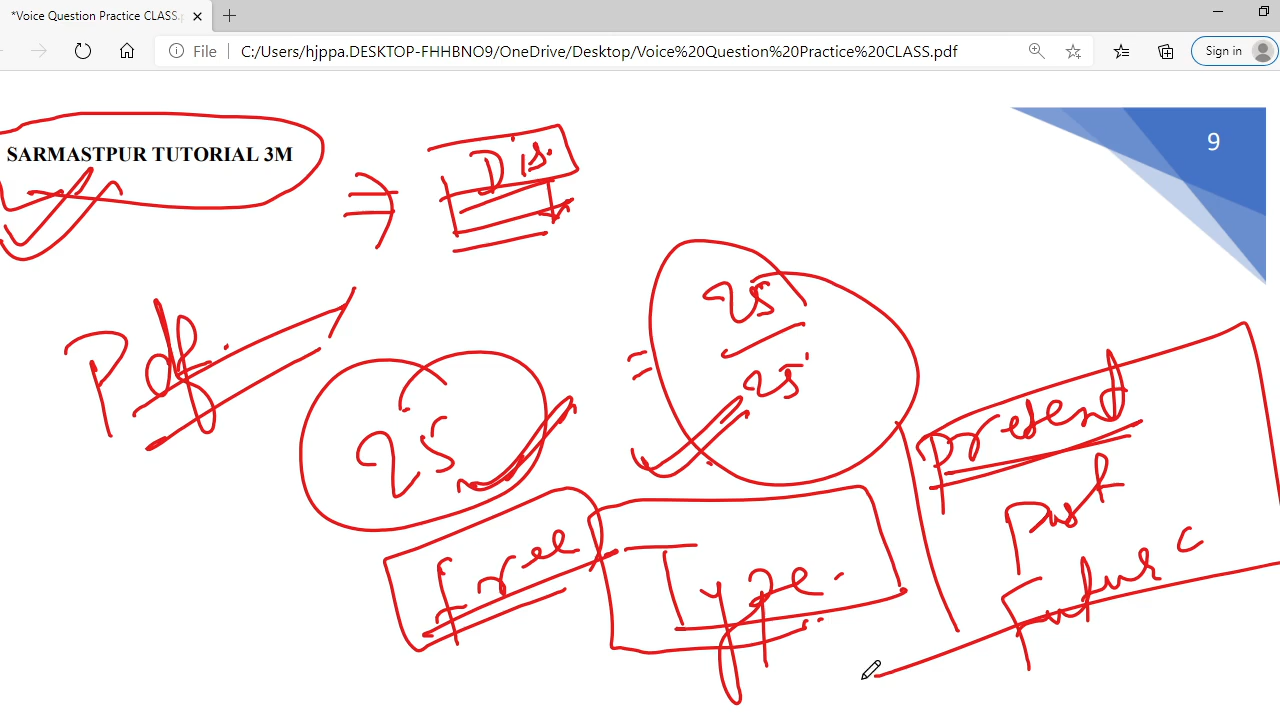 *Voice Question Practice CLASS.p
File
C:/Users/hjppa.DESKTOP-FHHBNO9/OneDrive/Desktop/Voice%20Question%20Practice%20CLASS.pdf
Sign in
9
SARMASTPUR TUTORIAL 3M
Dis.
Pdf.
25
25
25
present
Past
Future
free
Type.